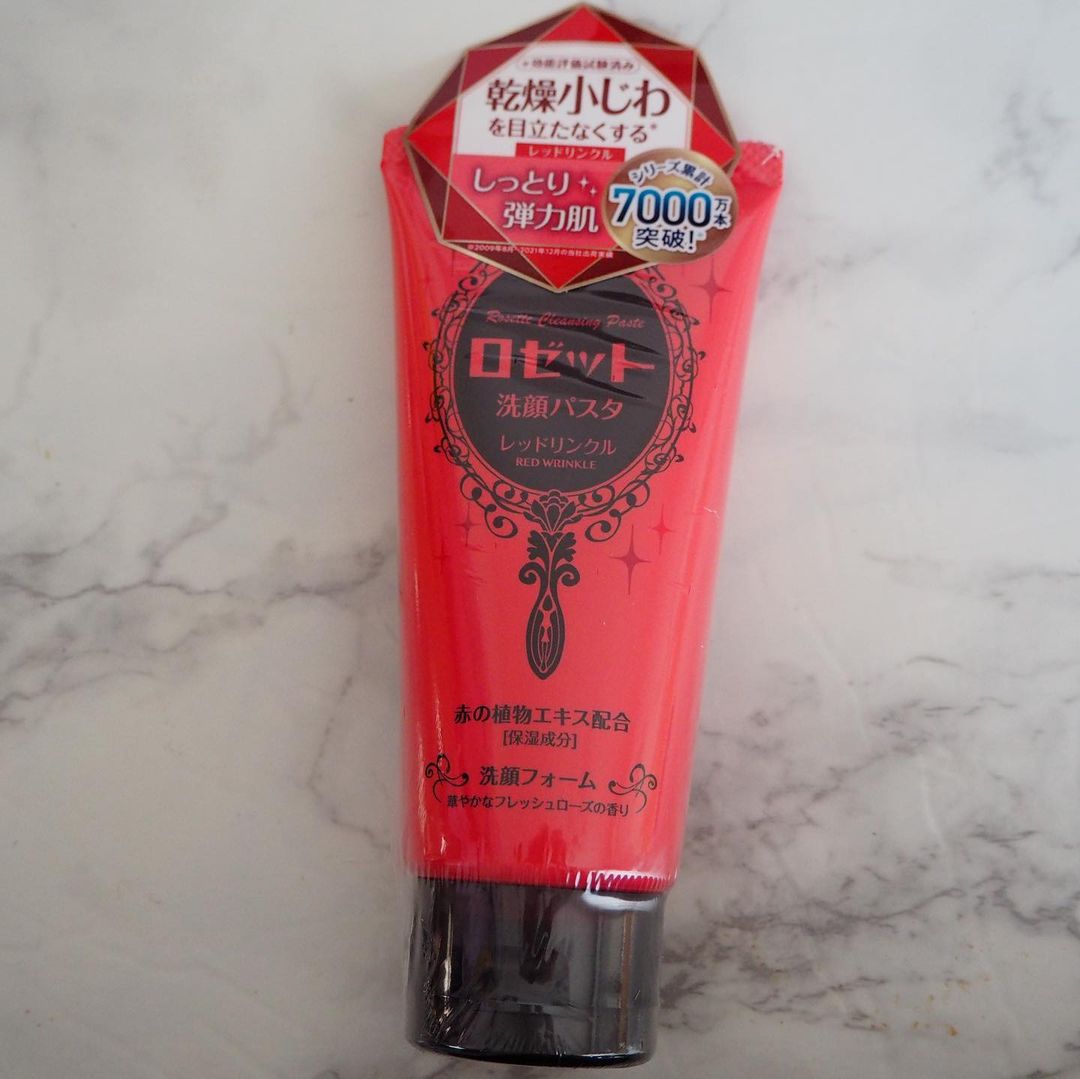 *効能評価試験済み
乾燥小じわ
を目立たなくする*
レッドリンクル
しっとり
弾力肌
シリーズ累計
7000万本
突破!
※2009年8月~2021年12月の当社出荷実績
Rosette Cleansing Paste
ロゼット
洗顔パスタ
レッドリンクル
RED WRINKLE
赤の植物エキス配合
[保湿成分]
洗顔フォーム
華やかなフレッシュローズの香り